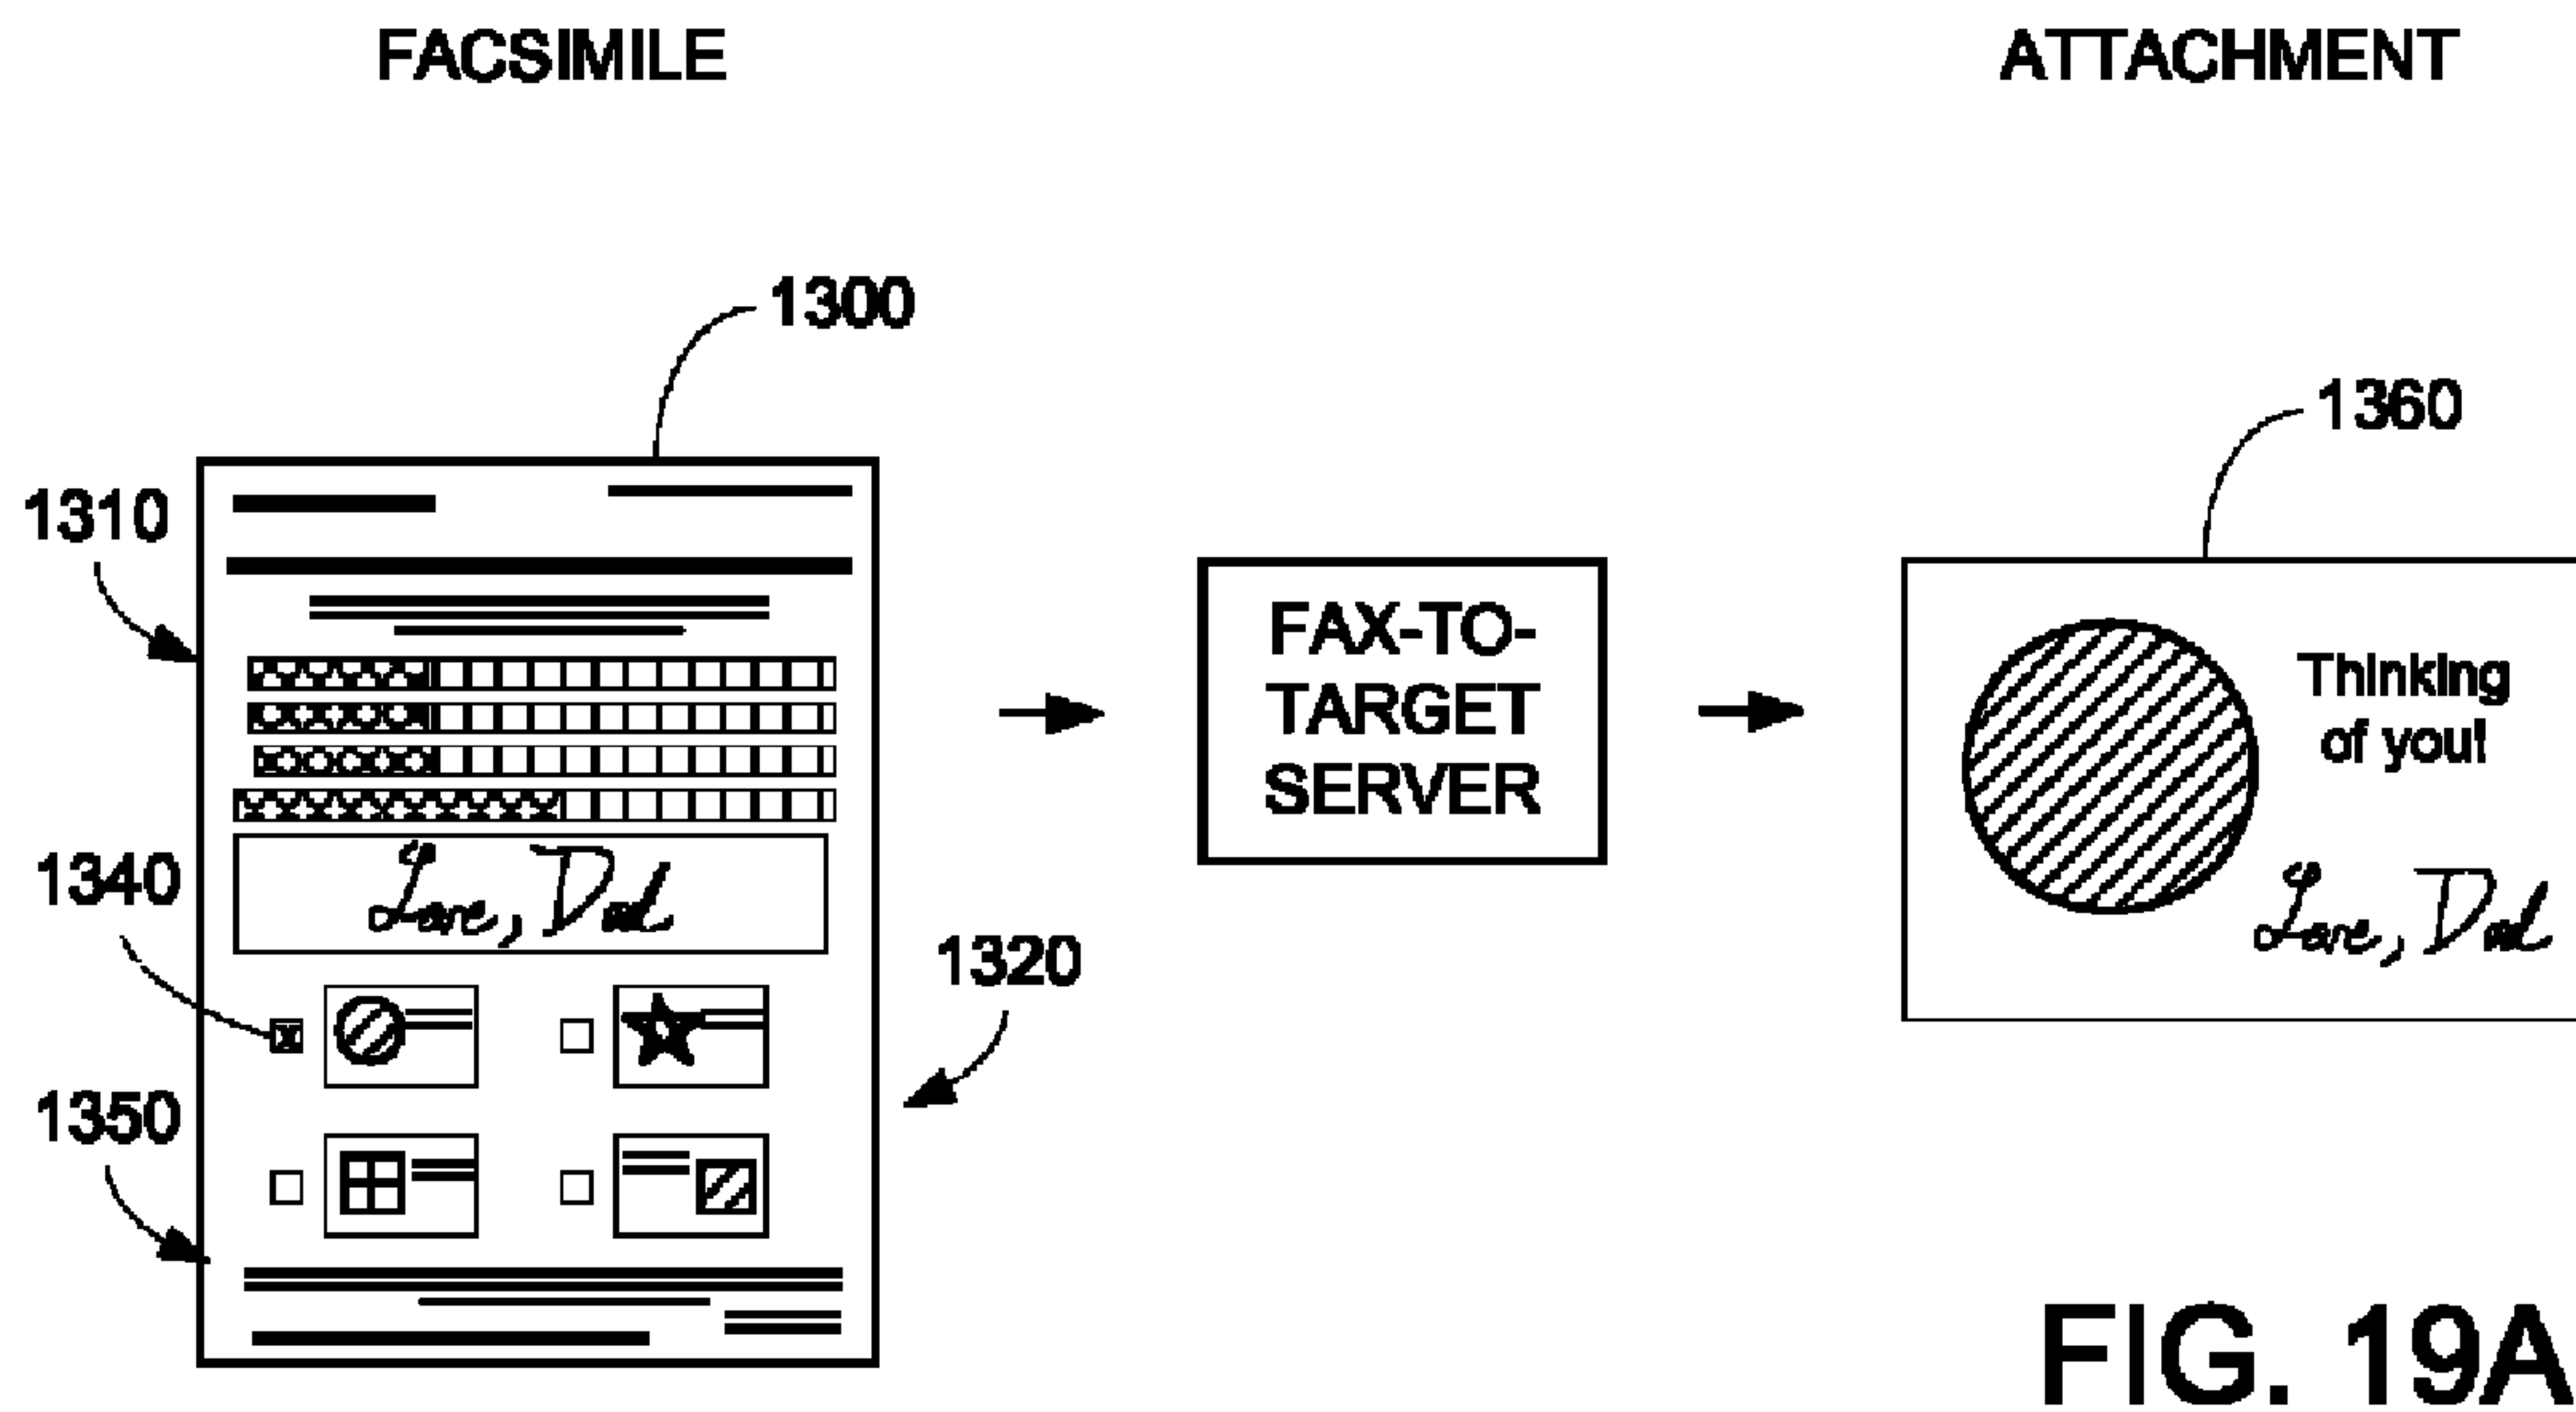 FACSIMILE
ATTACHMENT
1300
1360
1310
FAX-TO-
TARGET
SERVER
Thinking
of you!
1340
Love, Dad
Love, Dad
1320
1350
FIG. 19A